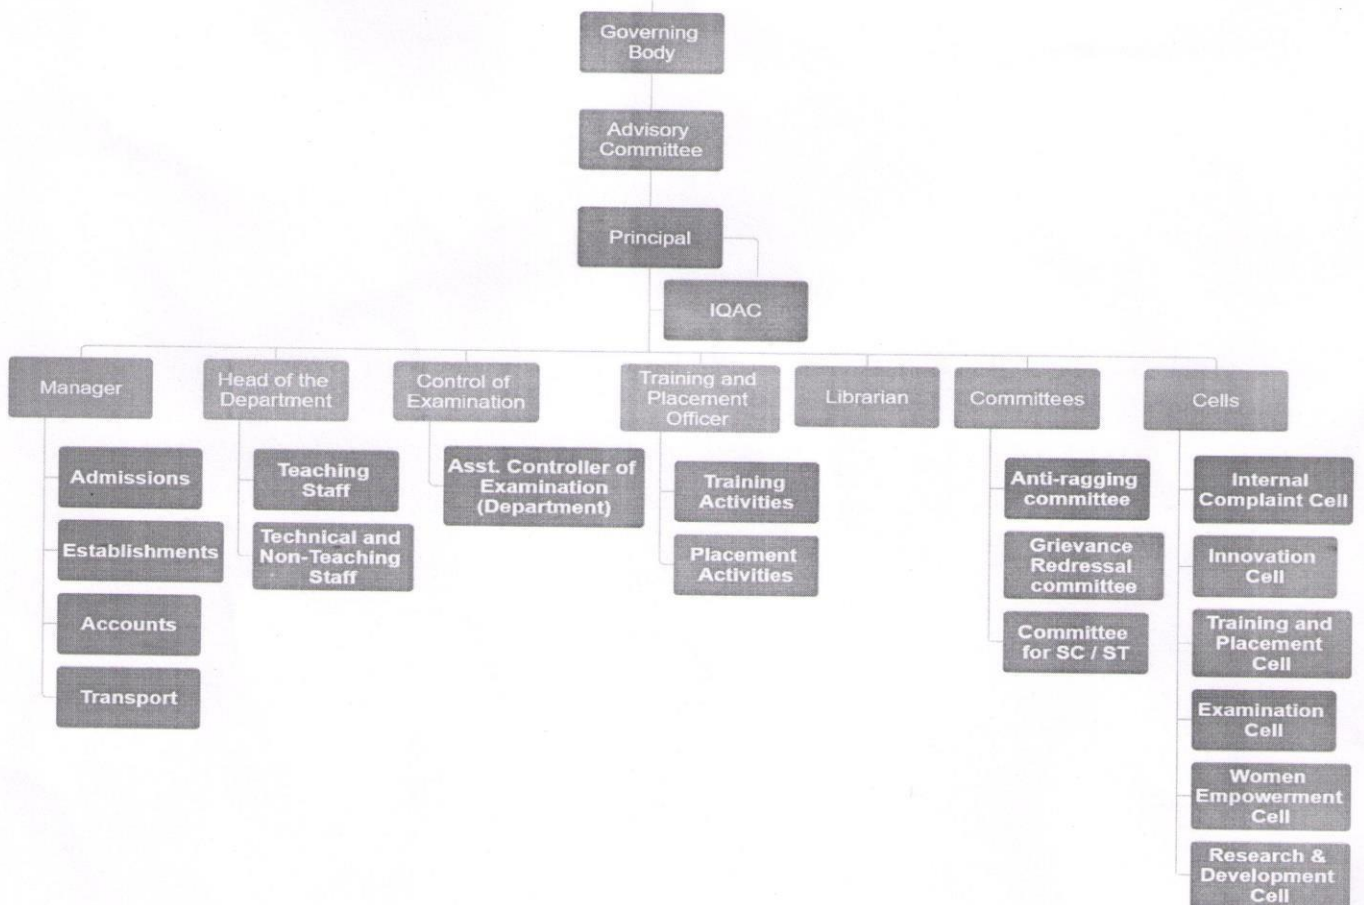 Governing
Body
Advisory
Committee
Principal
IQAC
Manager
Head of the
Department
Control of
Examination
Training and
Placement
Officer
Librarian
Committees
Cells
Admissions
Establishments
Accounts
Transport
Teaching
Staff
Technical and
Non-Teaching
Staff
Asst. Controller of
Examination
(Department)
Training
Activities
Placement
Activities
Anti-ragging
committee
Grievance
Redressal
committee
Committee
for SC / ST
Internal
Complaint Cell
Innovation
Cell
Training and
Placement
Cell
Examination
Cell
Women
Empowerment
Cell
Research &
Development
Cell